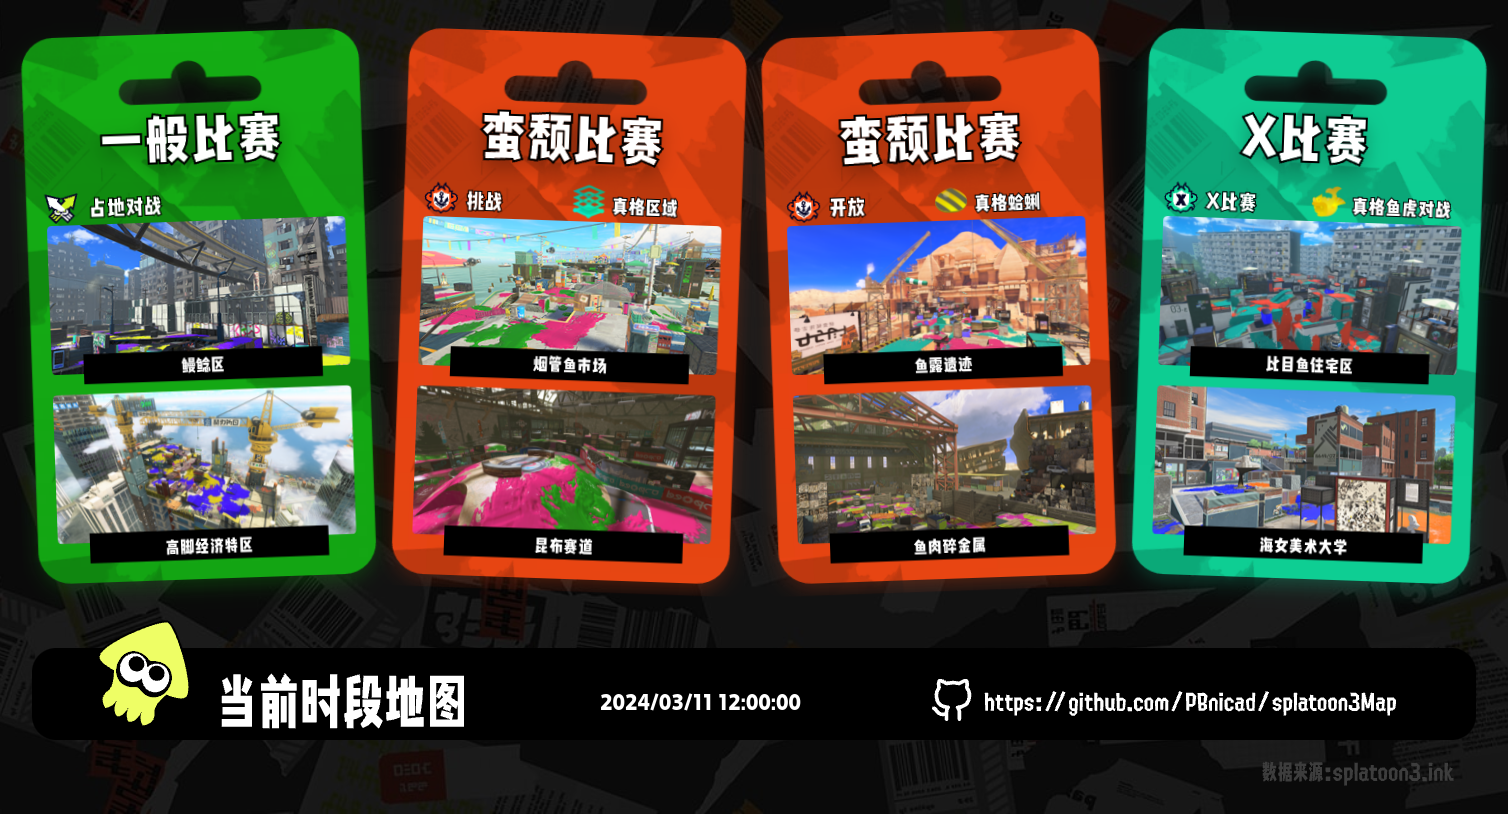 一般比赛
占地对战
鳗鲶区
高脚经济特区
蛮颓比赛
挑战
真格区域
烟管鱼市场
昆布赛道
蛮颓比赛
开放
真格蛤蜊
鱼露遗迹
鱼肉碎金属
X比赛
X比赛
真格鱼虎对战
比目鱼住宅区
海女美术大学
当前时段地图
2024/03/11 12:00:00
https://github.com/PBnicad/splatoon3Map
数据来源:splatoon3.ink